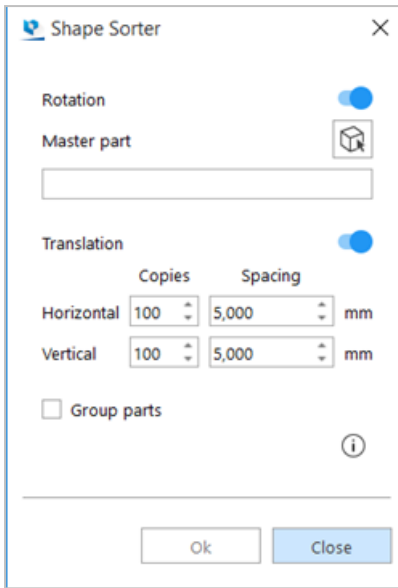 Shape Sorter
Rotation
Master part
Translation
Copies Spacing
Horizontal 100 5,000 mm
Vertical 100 5,000 mm
Group parts
Ok Close